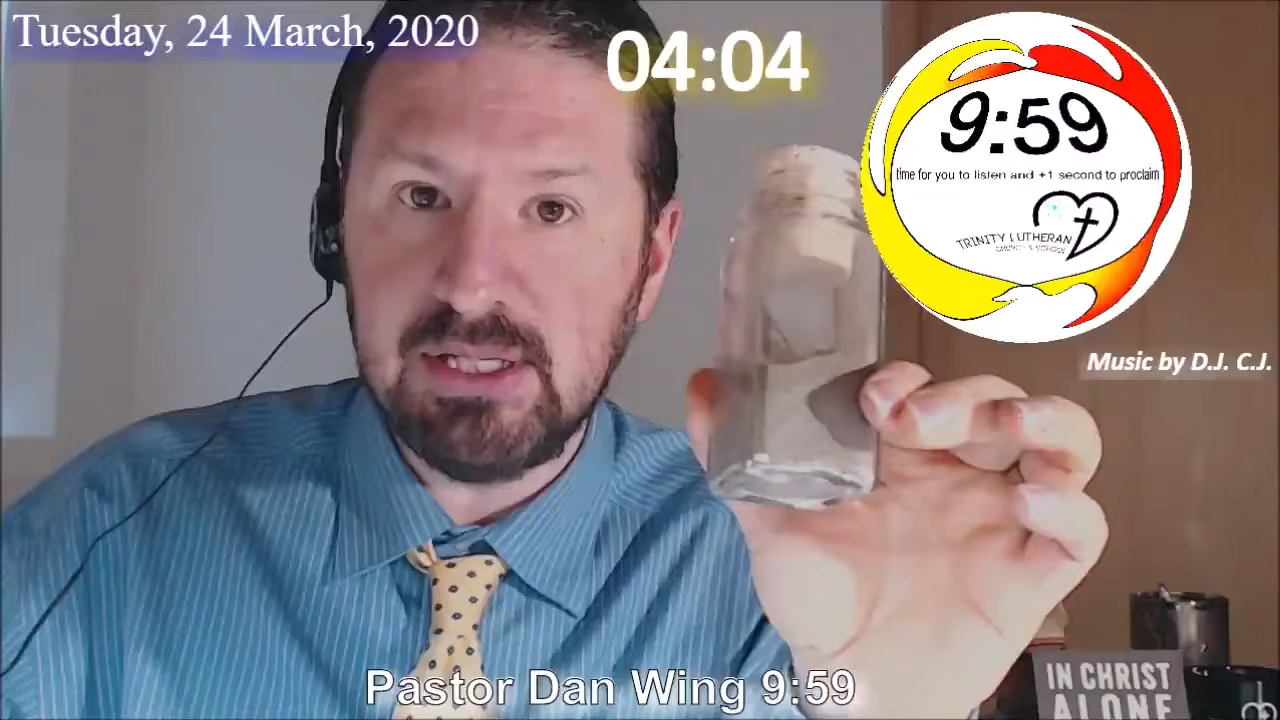 Tuesday, 24 March, 2020
04:04
9:59
time for you to listen and +1 second to proclaim
TRINITY LUTHERAN
Music by D.J. C.J.
Pastor Dan Wing 9:59
IN CHRIST
ALONE